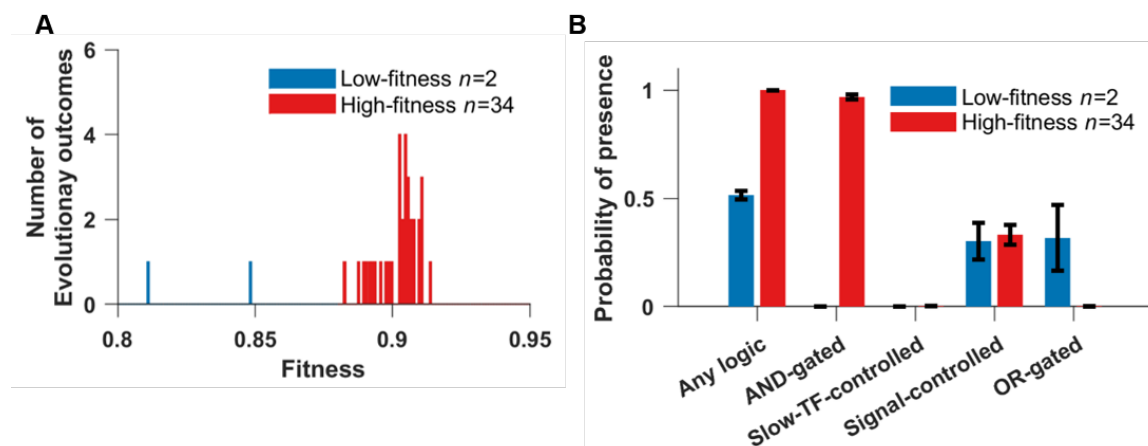 A
Number of
Evolutionay outcomes
6
4
2
0
Low-fitness n=2
High-fitness n=34
0.8
0.85
0.9
0.95
Fitness
B
Probability of presence
1
0.5
0
Low-fitness n=2
High-fitness n=34
Any logic
AND-gated
Slow-TF-controlled
Signal-controlled
OR-gated